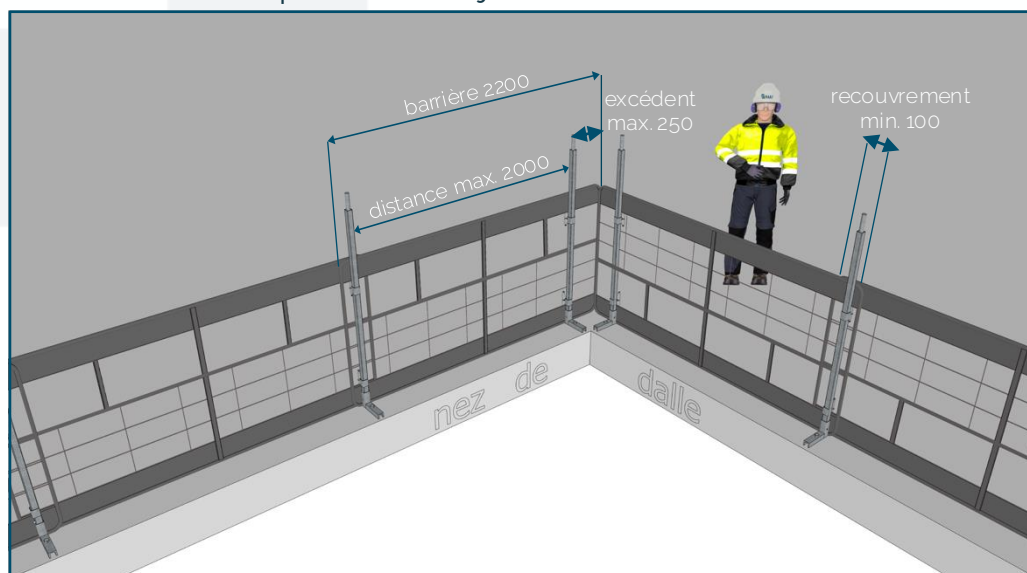 barrière 2200
excédent
max. 250
recouvrement
min. 100
distance max. 2000
nez de dalle